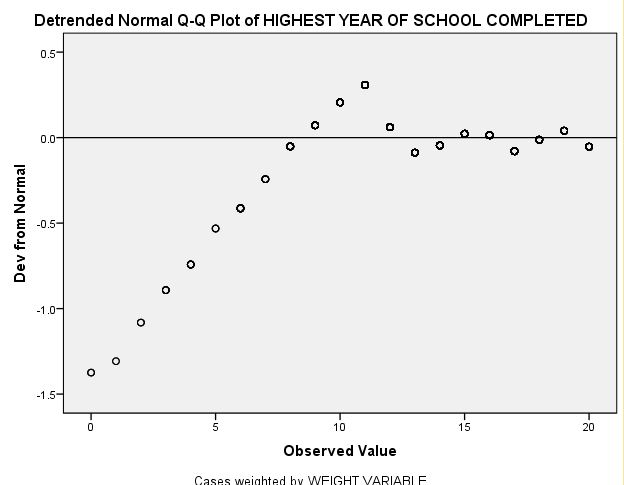 Detrended Normal Q-Q Plot of HIGHEST YEAR OF SCHOOL COMPLETED
0.5
0.0
-0.5
-1.0
-1.5
Dev from Normal
0 5 10 15 20
Observed Value
Cases weighted by WEIGHT VARIABLE